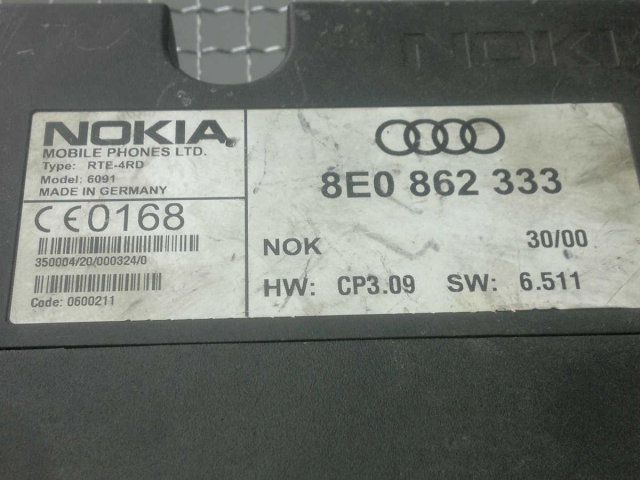 NOKIA
NOKIA
MOBILE PHONES LTD.
Type: RTE-4RD
Model: 6091
MADE IN GERMANY
CE0168
350004/20/000324/0
Code: 0600211
8E0 862 333
NOK 30/00
HW: CP3.09 SW: 6.511